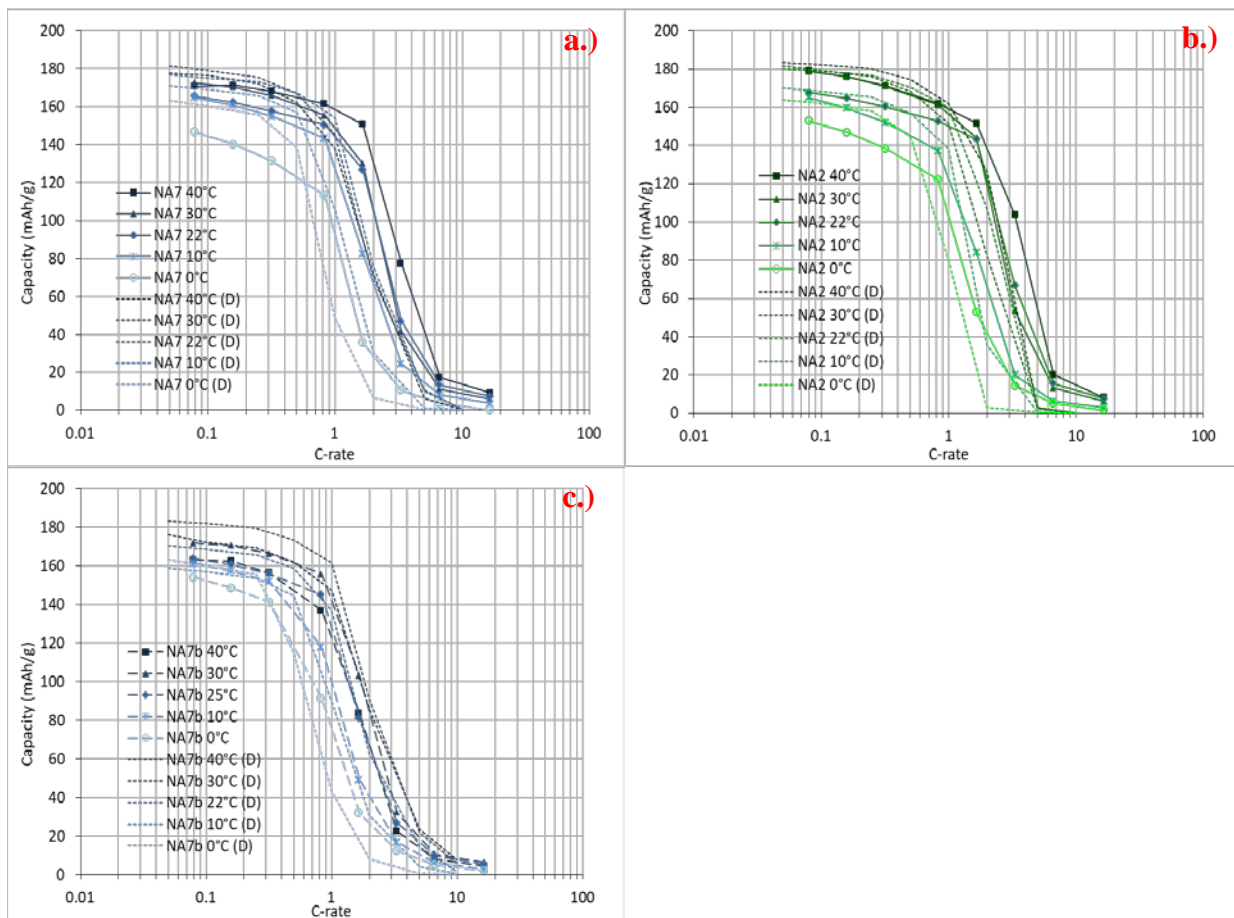 a.)
200
180
160
140
120
100
80
60
40
20
0
Capacity (mAh/g)
NA7 40°C
NA7 30°C
NA7 22°C
NA7 10°C
NA7 0°C
NA7 40°C (D)
NA7 30°C (D)
NA7 22°C (D)
NA7 10°C (D)
NA7 0°C (D)
0.01 0.1 1 10 100
C-rate
b.)
200
180
160
140
120
100
80
60
40
20
0
Capacity (mAh/g)
NA2 40°C
NA2 30°C
NA2 22°C
NA2 10°C
NA2 0°C
NA2 40°C (D)
NA2 30°C (D)
NA2 22°C (D)
NA2 10°C (D)
NA2 0°C (D)
0.01 0.1 1 10 100
C-rate
c.)
200
180
160
140
120
100
80
60
40
20
0
Capacity (mAh/g)
NA7b 40°C
NA7b 30°C
NA7b 25°C
NA7b 10°C
NA7b 0°C
NA7b 40°C (D)
NA7b 30°C (D)
NA7b 22°C (D)
NA7b 10°C (D)
NA7b 0°C (D)
0.01 0.1 1 10 100
C-rate